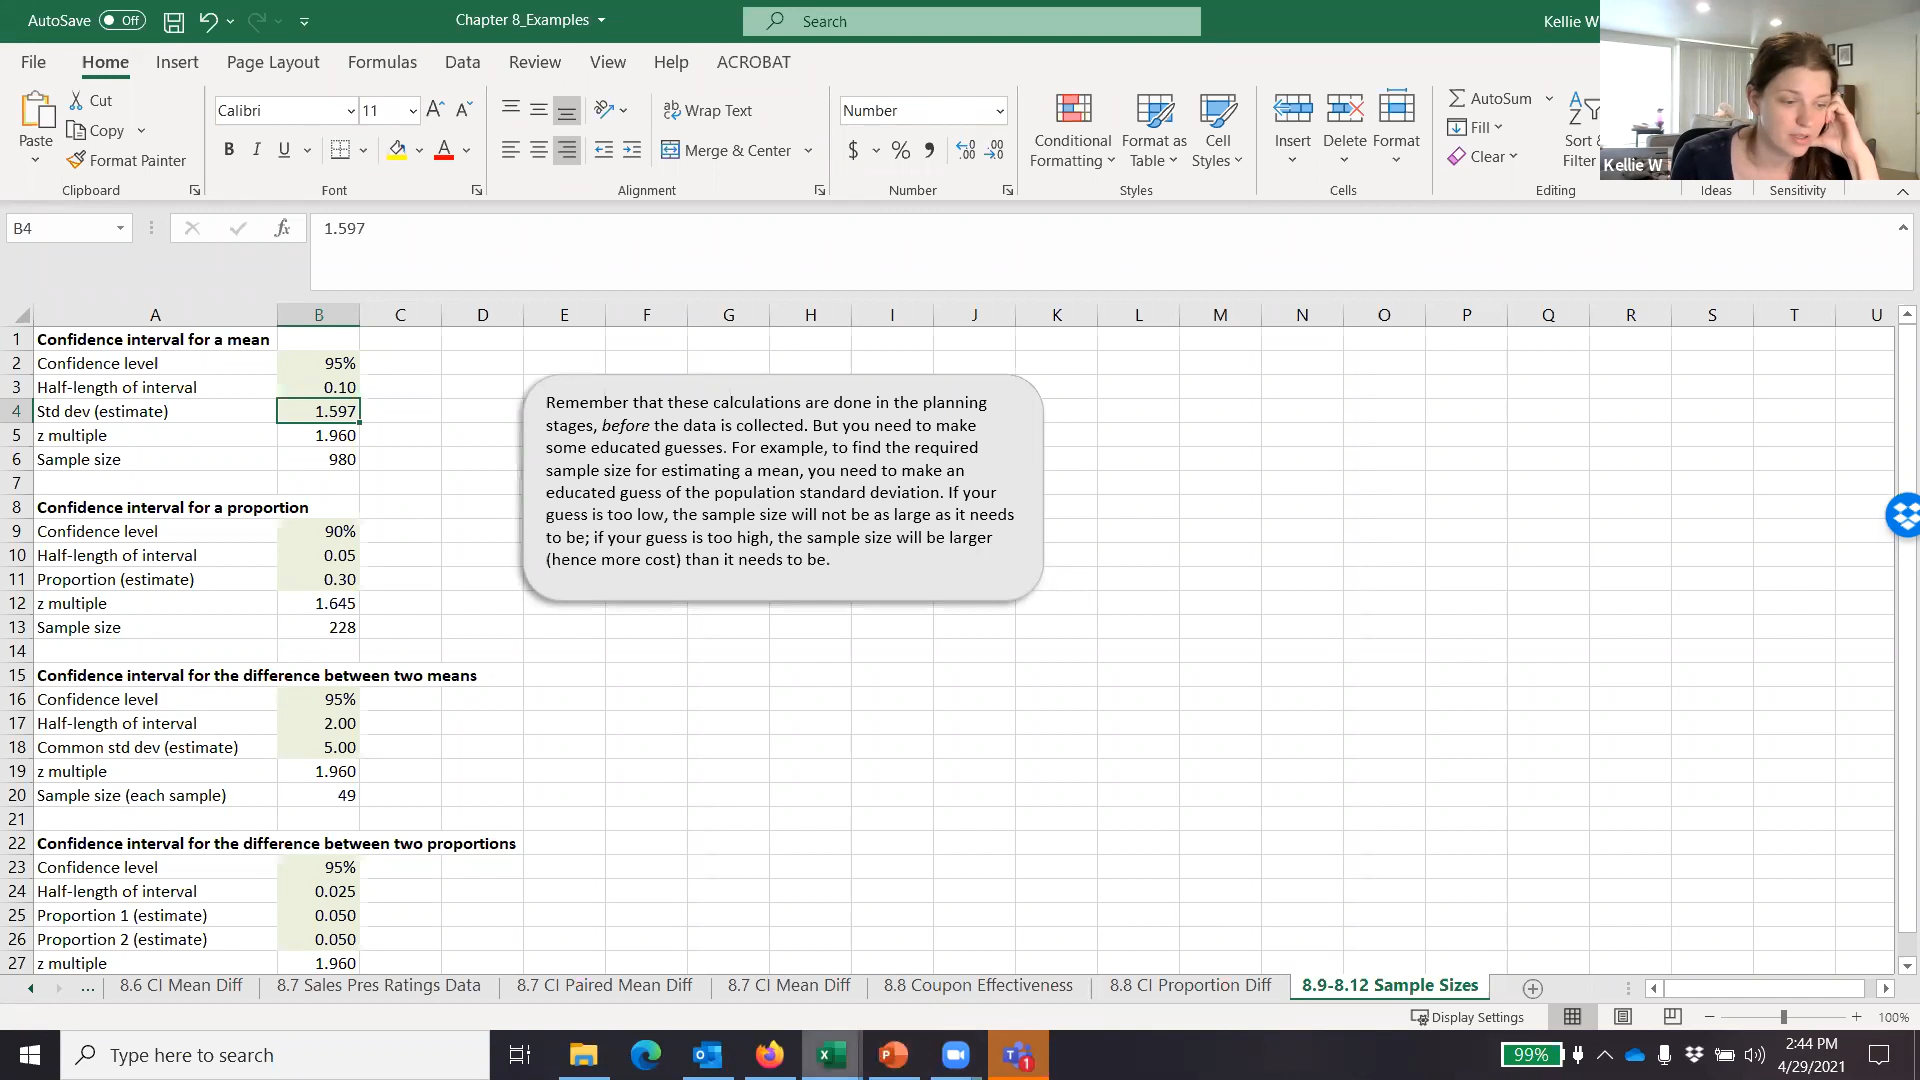 AutoSave Off Chapter 8_Examples Search Kellie W
File Home Insert Page Layout Formulas Data Review View Help ACROBAT
Paste Cut Copy Format Painter Clipboard
Calibri 11 A A B I U A Font
Wrap Text Merge & Center Alignment
Number $ % Number
Conditional Formatting Format as Table Cell Styles Styles
Insert Delete Format Cells
AutoSum Fill Clear Sort & Filter Editing
Kellie W
Ideas Sensitivity
B4 fx 1.597
A B C D E F G H I J K L M N O P Q R S T U
1 Confidence interval for a mean
2 Confidence level 95%
3 Half-length of interval 0.10
4 Std dev (estimate) 1.597
5 z multiple 1.960
6 Sample size 980
7
8 Confidence interval for a proportion
9 Confidence level 90%
10 Half-length of interval 0.05
11 Proportion (estimate) 0.30
12 z multiple 1.645
13 Sample size 228
14
15 Confidence interval for the difference between two means
16 Confidence level 95%
17 Half-length of interval 2.00
18 Common std dev (estimate) 5.00
19 z multiple 1.960
20 Sample size (each sample) 49
21
22 Confidence interval for the difference between two proportions
23 Confidence level 95%
24 Half-length of interval 0.025
25 Proportion 1 (estimate) 0.050
26 Proportion 2 (estimate) 0.050
27 z multiple 1.960
Remember that these calculations are done in the planning
stages, before the data is collected. But you need to make
some educated guesses. For example, to find the required
sample size for estimating a mean, you need to make an
educated guess of the population standard deviation. If your
guess is too low, the sample size will not be as large as it needs
to be; if your guess is too high, the sample size will be larger
(hence more cost) than it needs to be.
... 8.6 CI Mean Diff 8.7 Sales Pres Ratings Data 8.7 CI Paired Mean Diff 8.7 CI Mean Diff 8.8 Coupon Effectiveness 8.8 CI Proportion Diff 8.9-8.12 Sample Sizes
Display Settings 100%
Type here to search 1 99% 2:44 PM
4/29/2021